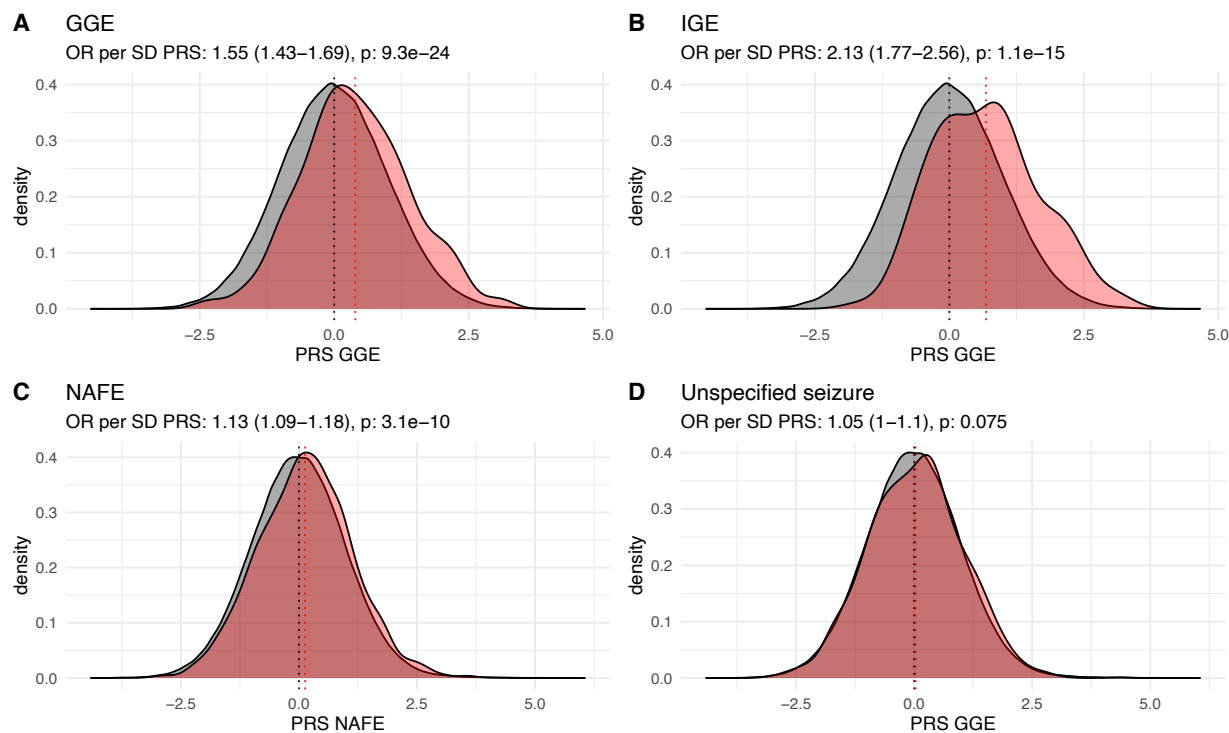 A GGE
OR per SD PRS: 1.55 (1.43–1.69), p: 9.3e−24
density
0.4
0.3
0.2
0.1
0.0
−2.5 0.0 2.5 5.0
PRS GGE
B IGE
OR per SD PRS: 2.13 (1.77–2.56), p: 1.1e−15
density
0.4
0.3
0.2
0.1
0.0
−2.5 0.0 2.5 5.0
PRS GGE
C NAFE
OR per SD PRS: 1.13 (1.09–1.18), p: 3.1e−10
density
0.4
0.3
0.2
0.1
0.0
−2.5 0.0 2.5 5.0
PRS NAFE
D Unspecified seizure
OR per SD PRS: 1.05 (1–1.1), p: 0.075
density
0.4
0.3
0.2
0.1
0.0
−2.5 0.0 2.5 5.0
PRS GGE